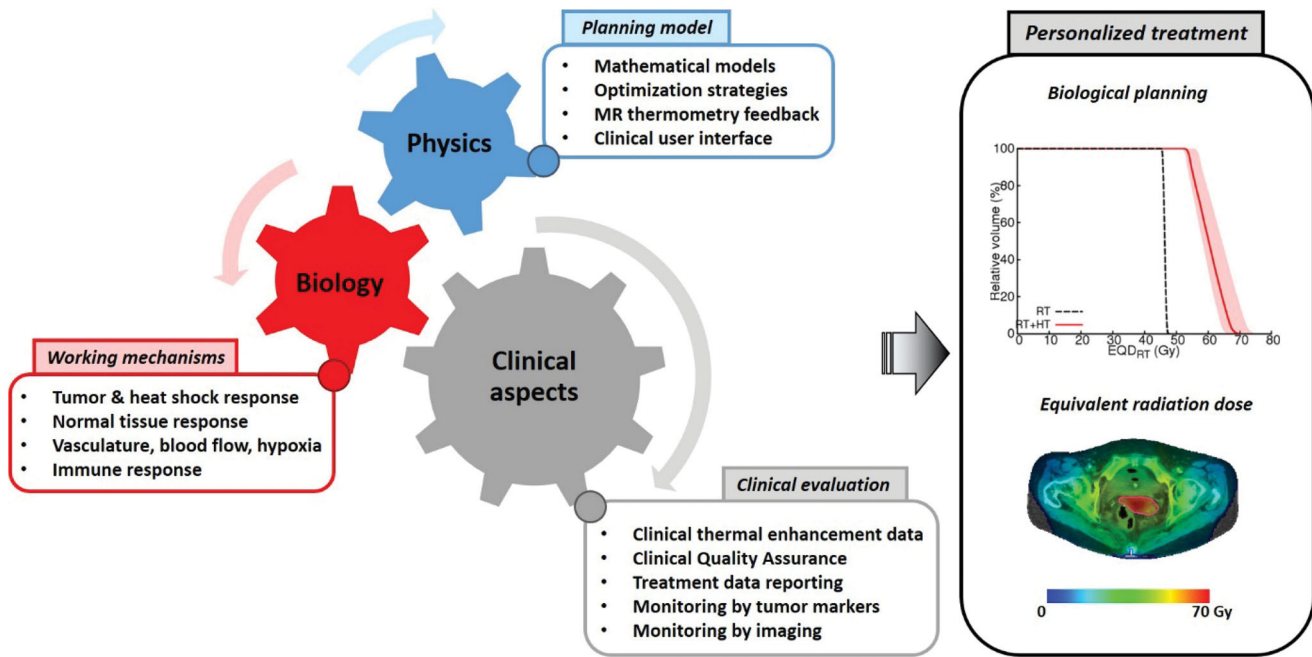 Planning model
• Mathematical models
• Optimization strategies
• MR thermometry feedback
• Clinical user interface
Physics
Biology
Working mechanisms
• Tumor & heat shock response
• Normal tissue response
• Vasculature, blood flow, hypoxia
• Immune response
Clinical
aspects
Clinical evaluation
• Clinical thermal enhancement data
• Clinical Quality Assurance
• Treatment data reporting
• Monitoring by tumor markers
• Monitoring by imaging
Personalized treatment
Biological planning
Relative volume (%)
100
80
60
40
20
0
RT
RT+HT
0 10 20 30 40 50 60 70 80
EQD_RT (Gy)
Equivalent radiation dose
0 70 Gy